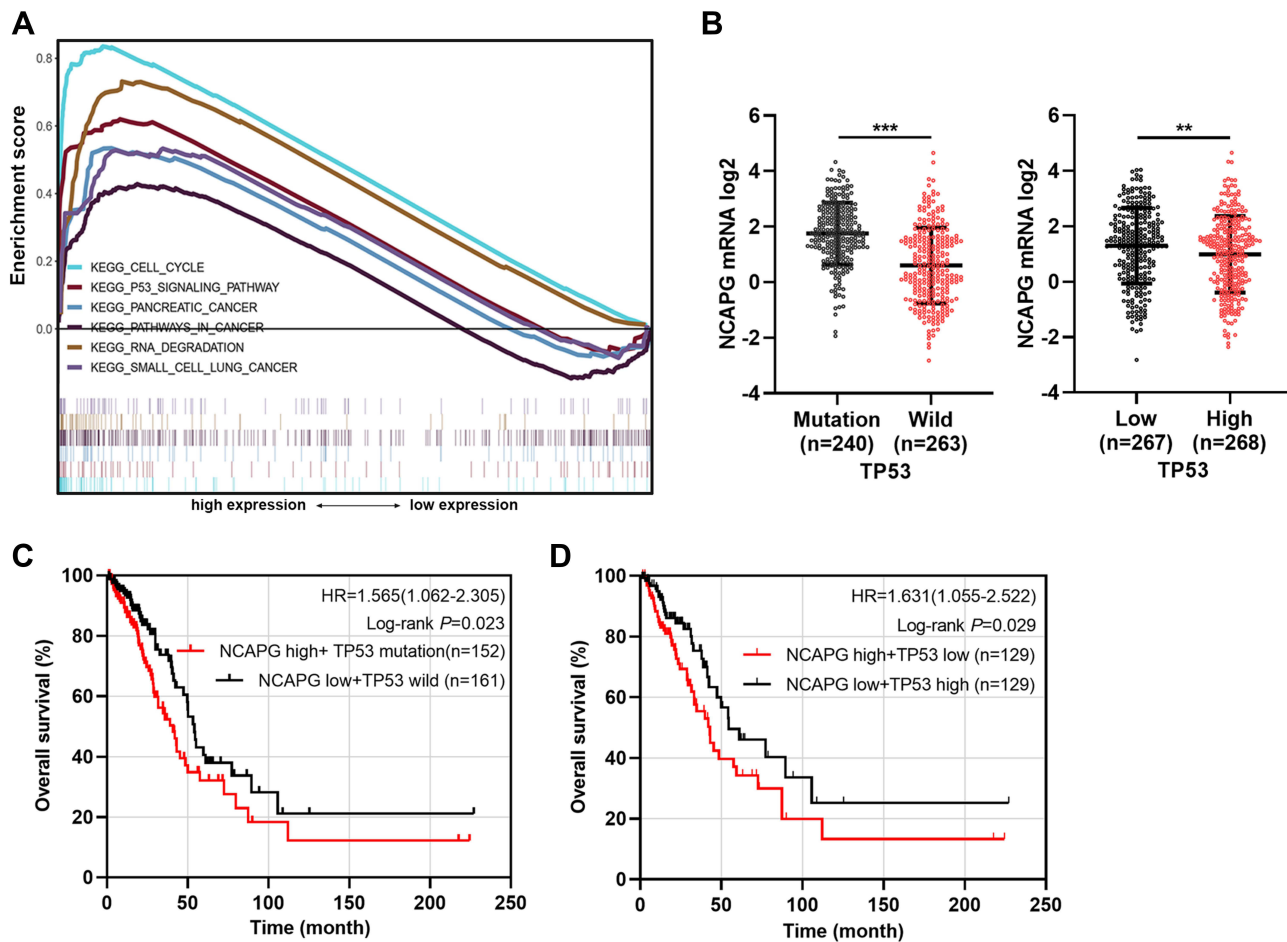 A
Enerichment score
0.8
0.6
0.4
0.2
0.0
KEGG_CELL_CYCLE
KEGG_P53_SIGNALING_PATHWAY
KEGG_PANCREATIC_CANCER
KEGG_PATHWAYS_IN_CANCER
KEGG_RNA_DEGRADATION
KEGG_SMALL_CELL_LUNG_CANCER
high expression
low expression
B
NCAPG mRNA log2
6
4
2
0
-2
-4
***
Mutation
(n=240)
Wild
(n=263)
TP53
NCAPG mRNA log2
6
4
2
0
-2
-4
**
Low
(n=267)
High
(n=268)
TP53
C
Overall survival (%)
100
80
60
40
20
0
HR=1.565(1.062-2.305)
Log-rank P=0.023
NCAPG high+ TP53 mutation(n=152)
NCAPG low+TP53 wild (n=161)
0 50 100 150 200 250
Time (month)
D
Overall survival (%)
100
80
60
40
20
0
HR=1.631(1.055-2.522)
Log-rank P=0.029
NCAPG high+TP53 low (n=129)
NCAPG low+TP53 high (n=129)
0 50 100 150 200 250
Time (month)